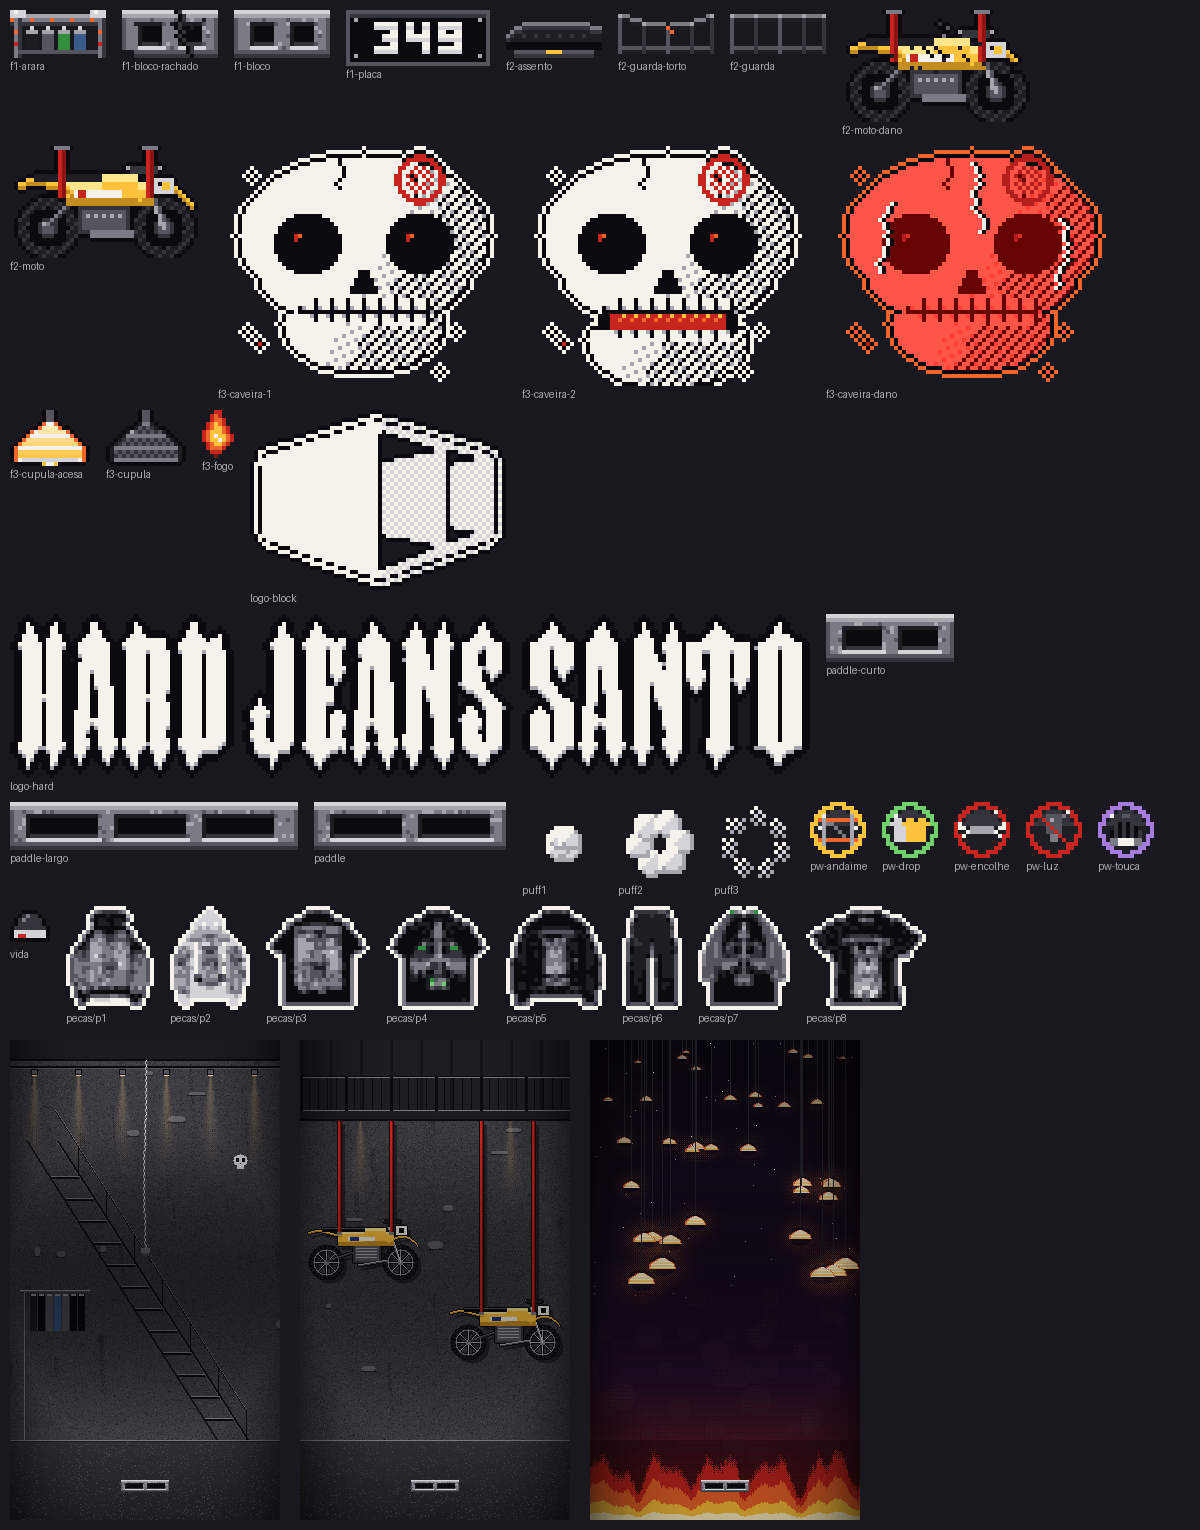 349
f1-arara
f1-bloco-rachado
f1-bloco
f1-placa
f2-assento
f2-guarda-torto
f2-guarda
f2-moto-dano
f2-moto
f3-caveira-1
f3-caveira-2
f3-caveira-dano
f3-cupula-acesa
f3-cupula
f3-fogo
logo-block
HARD JEANS SANTO
logo-hard
paddle-curto
paddle-largo
paddle
puff1
puff2
puff3
pw-andaime
pw-drop
pw-encolhe
pw-luz
pw-touca
vida
pecas/p1
pecas/p2
pecas/p3
pecas/p4
pecas/p5
pecas/p6
pecas/p7
pecas/p8